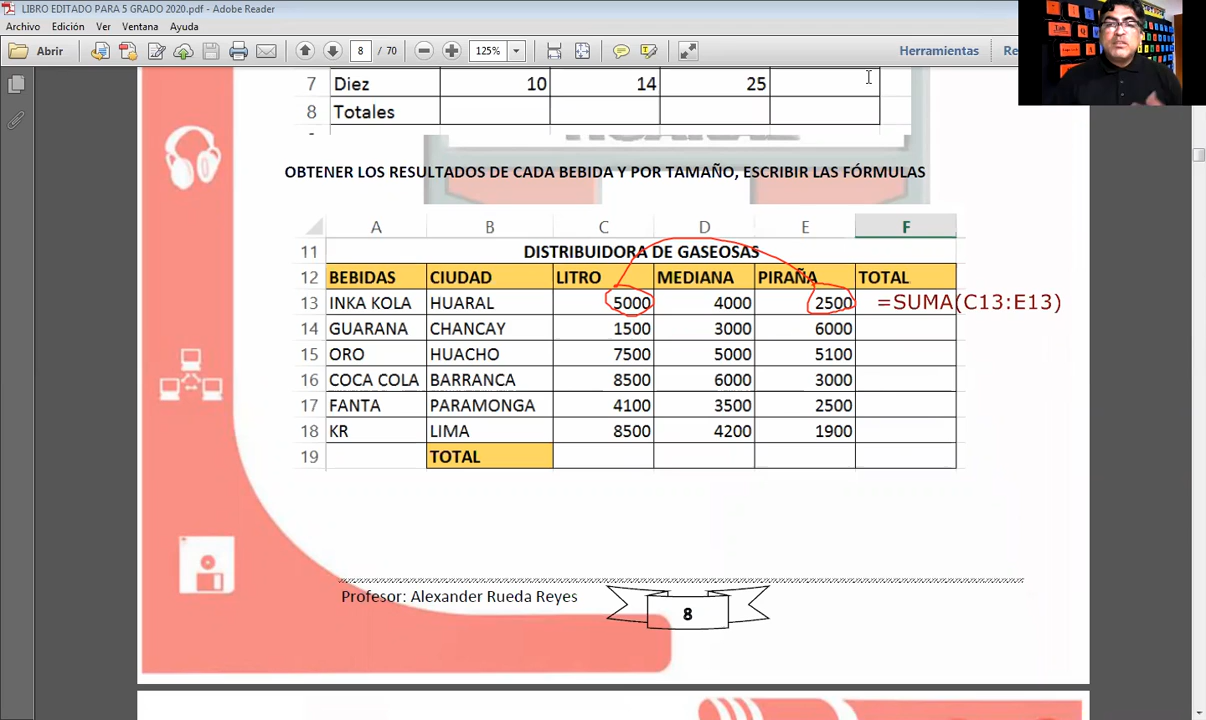 LIBRO EDITADO PARA 5 GRADO 2020.pdf - Adobe Reader
Archivo Edición Ver Ventana Ayuda
Abrir 8 / 70 125% Herramientas
7 Diez 10 14 25
8 Totales
OBTENER LOS RESULTADOS DE CADA BEBIDA Y POR TAMAÑO, ESCRIBIR LAS FÓRMULAS
A B C D E F
11 DISTRIBUIDORA DE GASEOSAS
12 BEBIDAS CIUDAD LITRO MEDIANA PIRAÑA TOTAL
13 INKA KOLA HUARAL 5000 4000 2500 =SUMA(C13:E13)
14 GUARANA CHANCAY 1500 3000 6000
15 ORO HUACHO 7500 5000 5100
16 COCA COLA BARRANCA 8500 6000 3000
17 FANTA PARAMONGA 4100 3500 2500
18 KR LIMA 8500 4200 1900
19 TOTAL
Profesor: Alexander Rueda Reyes
8